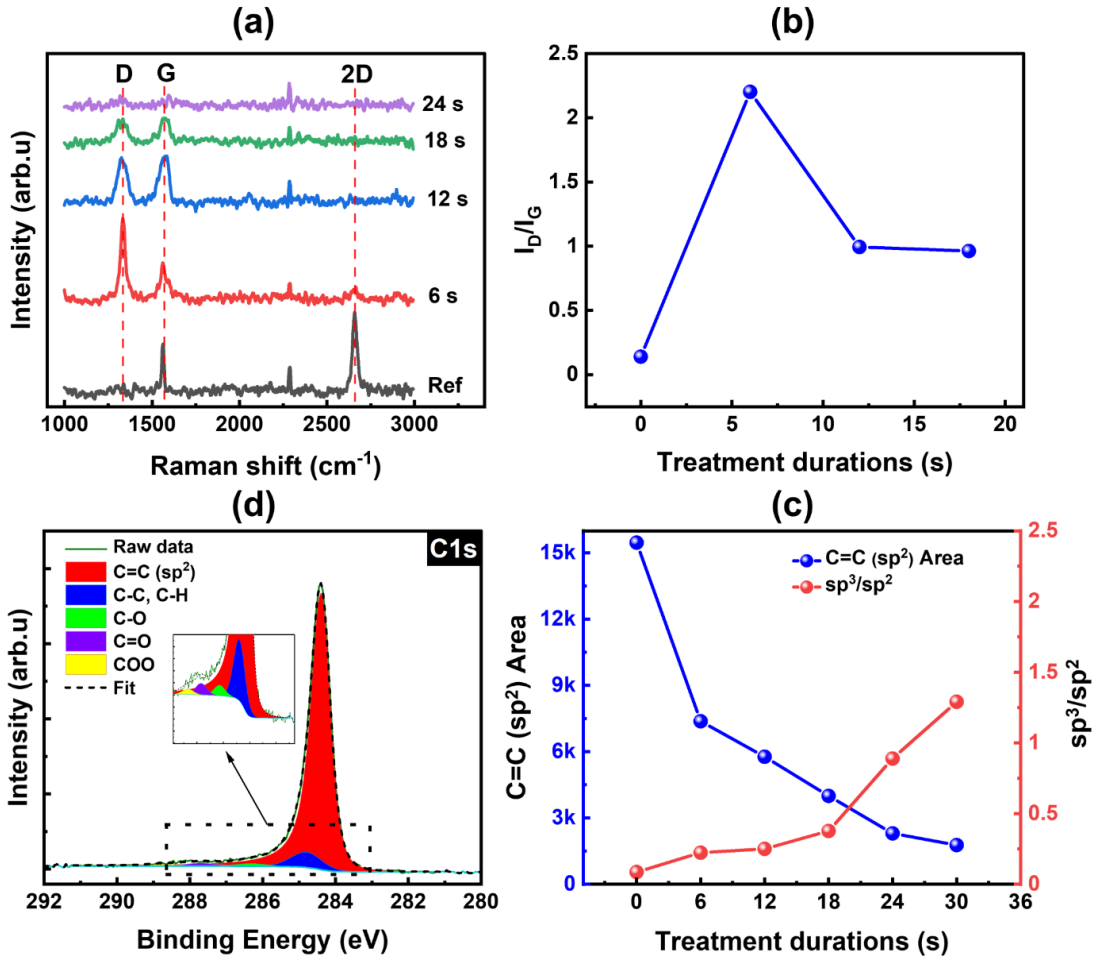 (a)
D G 2D
24 s
18 s
12 s
6 s
Ref
1000 1500 2000 2500 3000
Raman shift (cm⁻¹)
Intensity (arb.u)
(b)
2.5
2
1.5
1
0.5
0
I_D/I_G
0 5 10 15 20
Treatment durations (s)
(d)
C1s
Raw data
C=C (sp²)
C-C, C-H
C-O
C=O
COO
Fit
Intensity (arb.u)
292 290 288 286 284 282 280
Binding Energy (eV)
(c)
C=C (sp²) Area
sp³/sp²
15k
12k
9k
6k
3k
0
C=C (sp²) Area
2.5
2
1.5
1
0.5
0
sp³/sp²
0 6 12 18 24 30 36
Treatment durations (s)